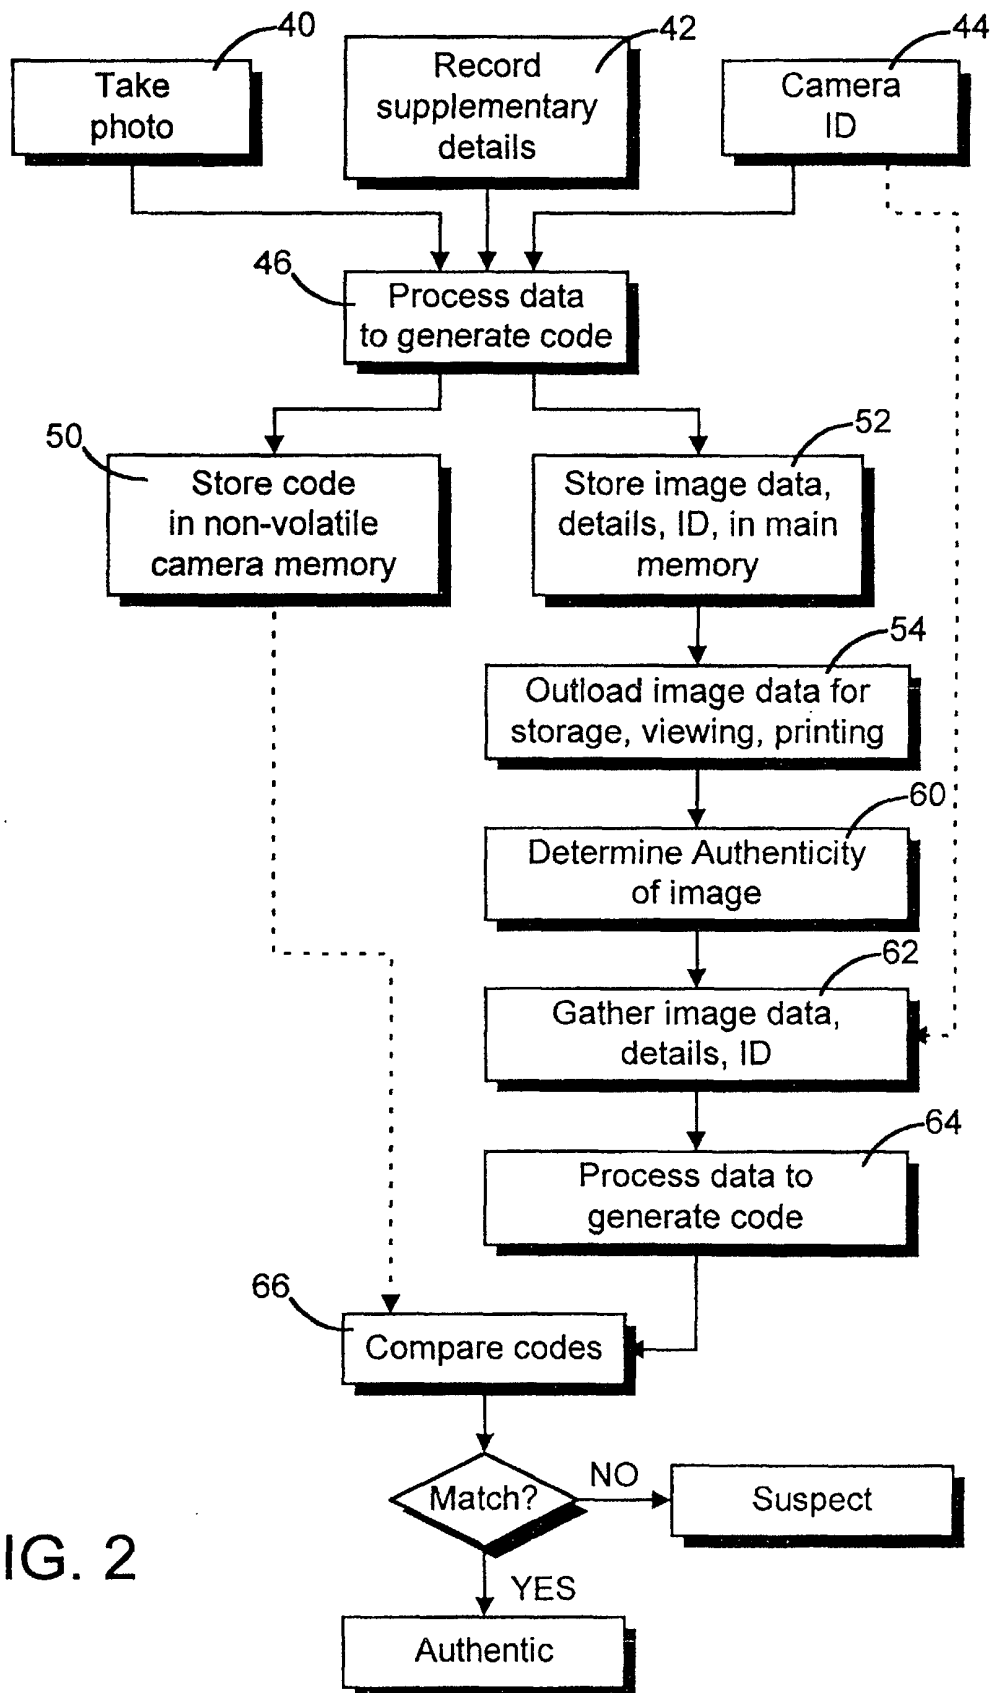 40
Take
photo
42
Record
supplementary
details
44
Camera
ID
46
Process data
to generate code
50
Store code
in non-volatile
camera memory
52
Store image data,
details, ID, in main
memory
54
Outload image data for
storage, viewing, printing
60
Determine Authenticity
of image
62
Gather image data,
details, ID
64
Process data to
generate code
66
Compare codes
Match?
NO
Suspect
YES
Authentic
IG. 2